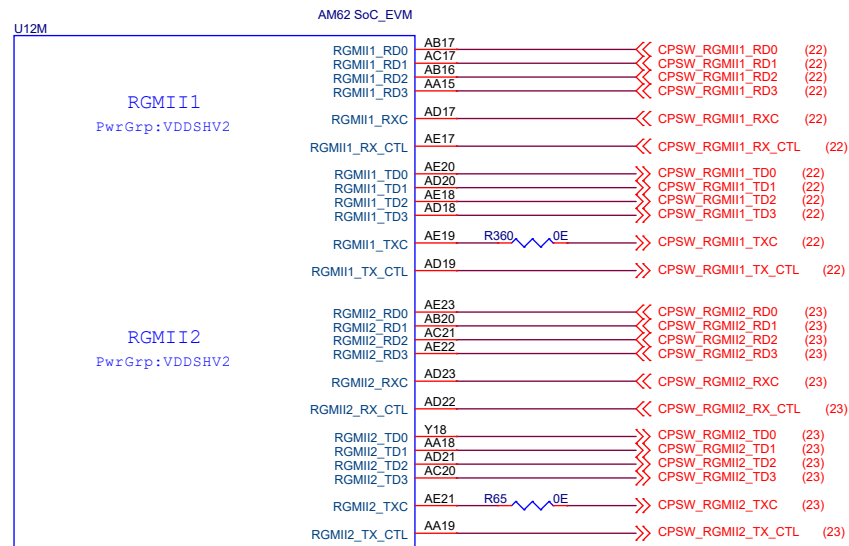 AM62 SoC_EVM
U12M
RGMII1_RD0 AB17 CPSW_RGMII1_RD0 (22)
RGMII1_RD1 AC17 CPSW_RGMII1_RD1 (22)
RGMII1_RD2 AB16 CPSW_RGMII1_RD2 (22)
RGMII1_RD3 AA15 CPSW_RGMII1_RD3 (22)
RGMII1
PwrGrp:VDDSHV2
RGMII1_RXC AD17 CPSW_RGMII1_RXC (22)
RGMII1_RX_CTL AE17 CPSW_RGMII1_RX_CTL (22)
RGMII1_TD0 AE20 CPSW_RGMII1_TD0 (22)
RGMII1_TD1 AD20 CPSW_RGMII1_TD1 (22)
RGMII1_TD2 AE18 CPSW_RGMII1_TD2 (22)
RGMII1_TD3 AD18 CPSW_RGMII1_TD3 (22)
RGMII1_TXC AE19 R360 0E CPSW_RGMII1_TXC (22)
RGMII1_TX_CTL AD19 CPSW_RGMII1_TX_CTL (22)
RGMII2_RD0 AE23 CPSW_RGMII2_RD0 (23)
RGMII2_RD1 AB20 CPSW_RGMII2_RD1 (23)
RGMII2_RD2 AC21 CPSW_RGMII2_RD2 (23)
RGMII2_RD3 AE22 CPSW_RGMII2_RD3 (23)
RGMII2
PwrGrp:VDDSHV2
RGMII2_RXC AD23 CPSW_RGMII2_RXC (23)
RGMII2_RX_CTL AD22 CPSW_RGMII2_RX_CTL (23)
RGMII2_TD0 Y18 CPSW_RGMII2_TD0 (23)
RGMII2_TD1 AA18 CPSW_RGMII2_TD1 (23)
RGMII2_TD2 AD21 CPSW_RGMII2_TD2 (23)
RGMII2_TD3 AC20 CPSW_RGMII2_TD3 (23)
RGMII2_TXC AE21 R65 0E CPSW_RGMII2_TXC (23)
RGMII2_TX_CTL AA19 CPSW_RGMII2_TX_CTL (23)